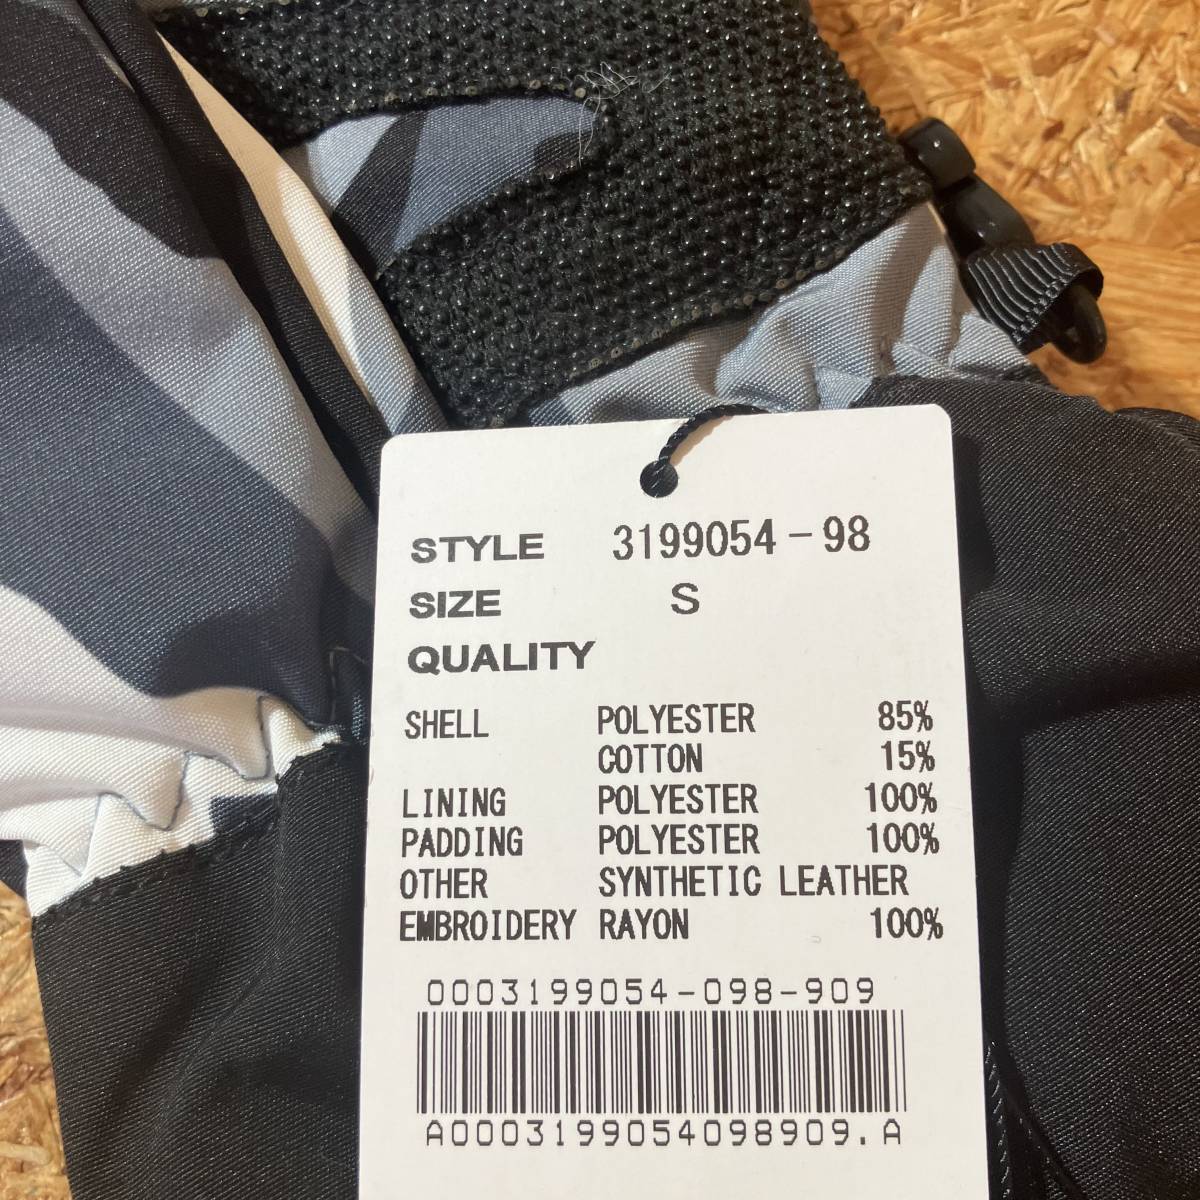 STYLE 3199054-98
SIZE S
QUALITY
SHELL POLYESTER 85%
COTTON 15%
LINING POLYESTER 100%
PADDING POLYESTER 100%
OTHER SYNTHETIC LEATHER
EMBROIDERY RAYON 100%
0003199054-098-909
A0003199054098909.A